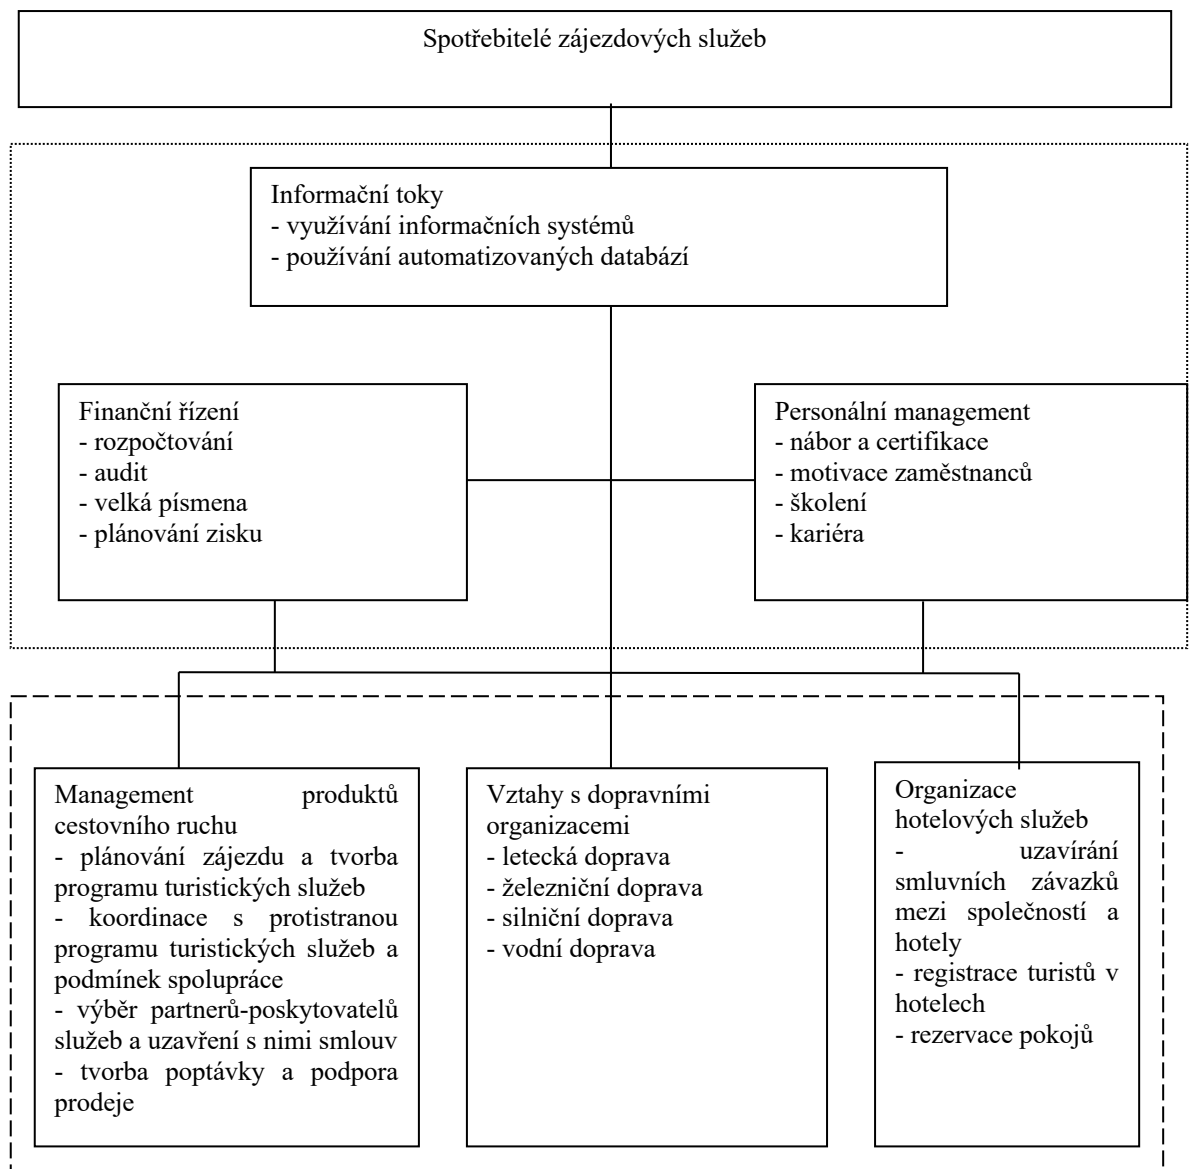 Spotřebitelé zájezdových služeb
Informační toky
- využívání informačních systémů
- používání automatizovaných databází
Finanční řízení
- rozpočtování
- audit
- velká písmena
- plánování zisku
Personální management
- nábor a certifikace
- motivace zaměstnanců
- školení
- kariéra
Management produktů
cestovního ruchu
- plánování zájezdu a tvorba
programu turistických služeb
- koordinace s protistranou
programu turistických služeb a
podmínek spolupráce
- výběr partnerů-poskytovatelů
služeb a uzavření s nimi smlouv
- tvorba poptávky a podpora
prodeje
Vztahy s dopravními
organizacemi
- letecká doprava
- železniční doprava
- silniční doprava
- vodní doprava
Organizace
hotelových služeb
- uzavírání
smluvních závazků
mezi společností a
hotely
- registrace turistů v
hotelech
- rezervace pokojů